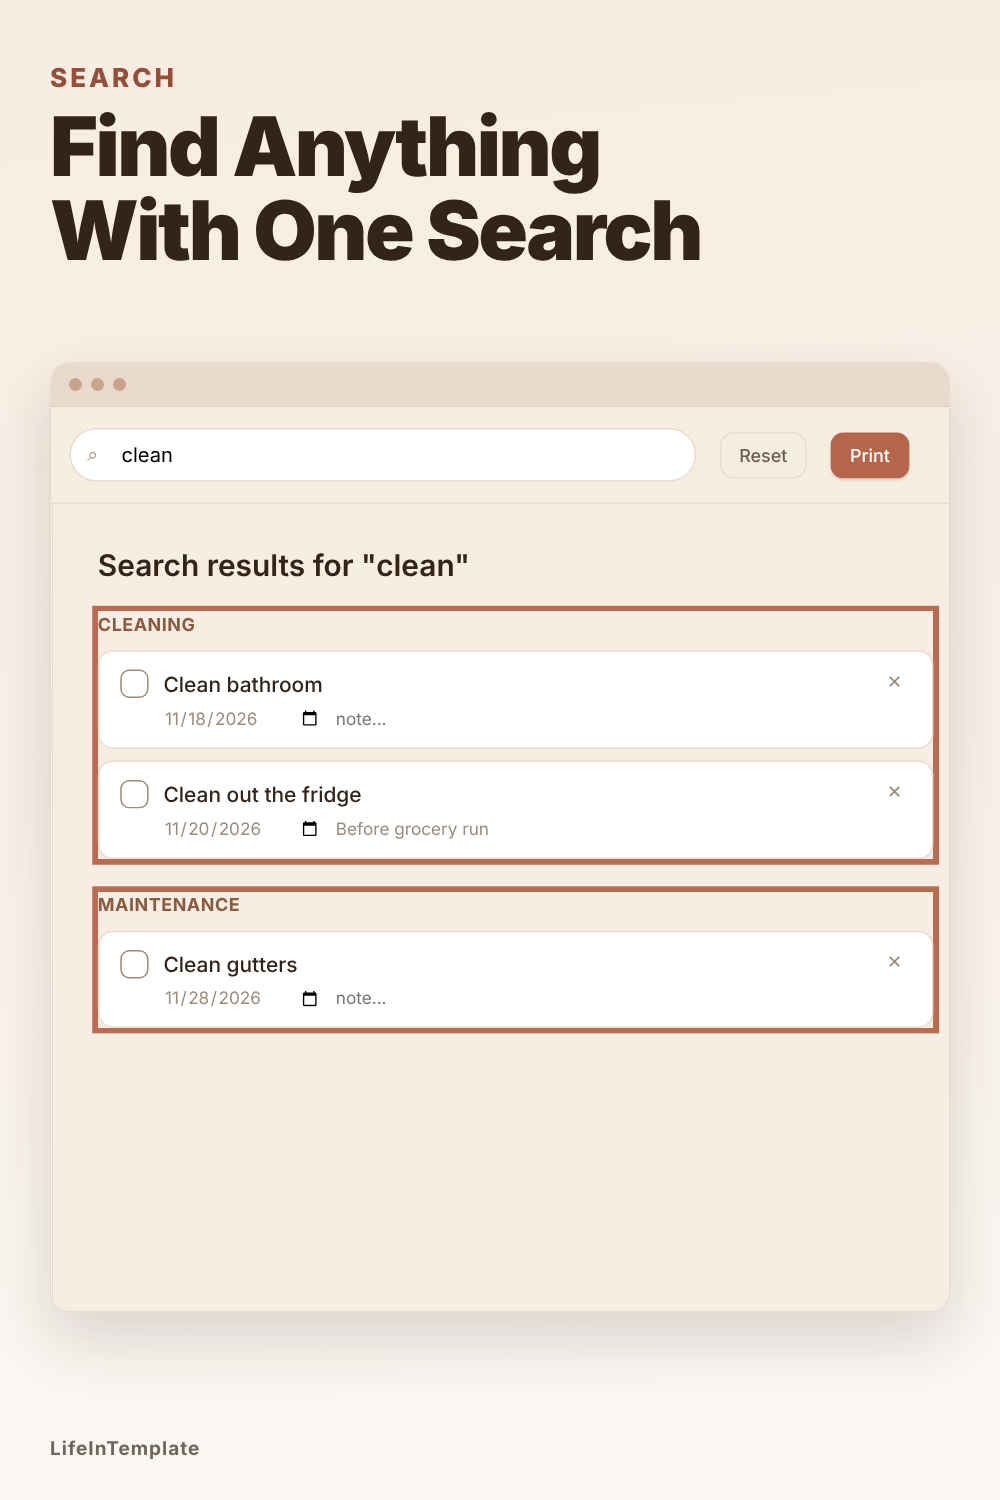 SEARCH
Find Anything
With One Search
clean
Reset
Print
Search results for "clean"
CLEANING
Clean bathroom
11/18/2026
note...
Clean out the fridge
11/20/2026
Before grocery run
MAINTENANCE
Clean gutters
11/28/2026
note...
LifeInTemplate